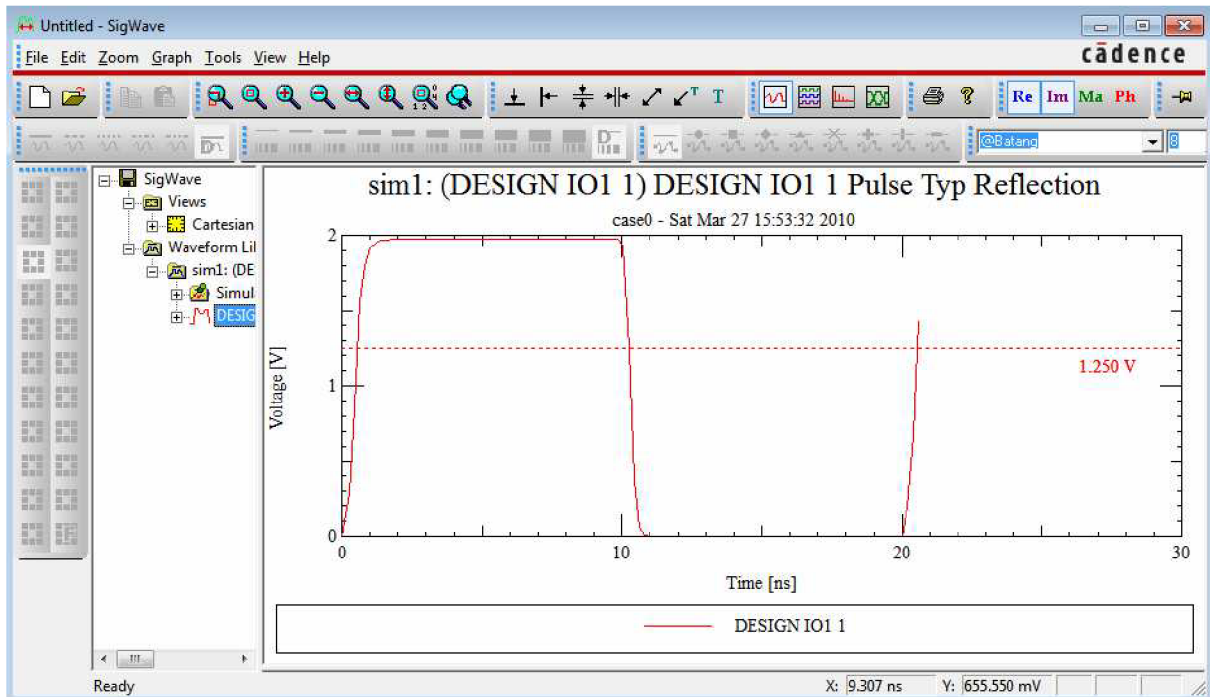 Untitled - SigWave
File Edit Zoom Graph Tools View Help
cādence
T T Re Im Ma Ph
D D @Batang 8
SigWave
Views
Cartesian
Waveform Lil
sim1: (DE
Simul
DESIG
sim1: (DESIGN IO1 1) DESIGN IO1 1 Pulse Typ Reflection
case0 - Sat Mar 27 15:53:32 2010
2
1.250 V
Voltage [V]
1
0
0 10 20 30
Time [ns]
DESIGN IO1 1
Ready X: 9.307 ns Y: 655.550 mV